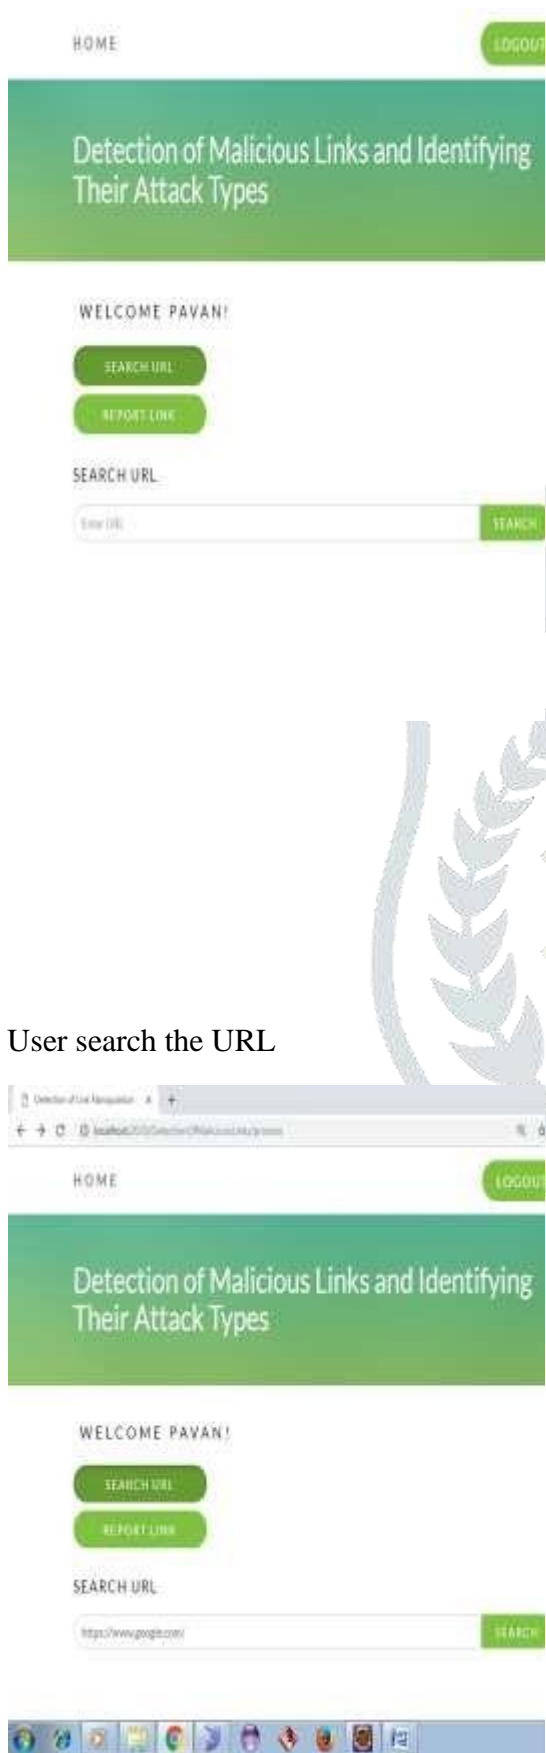 HOME
LOGOUT
Detection of Malicious Links and Identifying
Their Attack Types
WELCOME PAVAN!
SEARCH URL
REPORT LINK
SEARCH URL
Enter URL
SEARCH
User search the URL
HOME
LOGOUT
Detection of Malicious Links and Identifying
Their Attack Types
WELCOME PAVAN!
SEARCH URL
REPORT LINK
SEARCH URL
https://www.google.com/
SEARCH